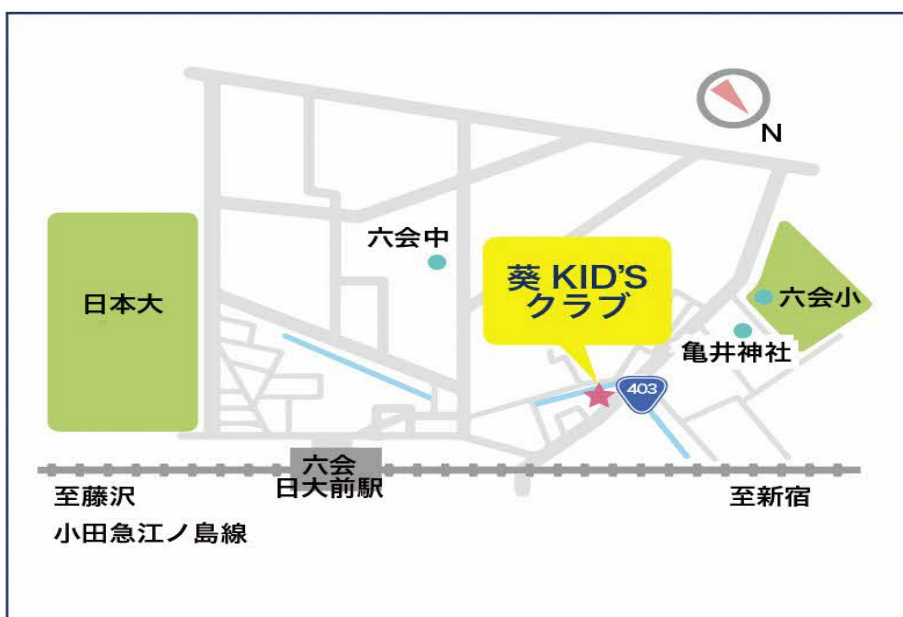 N
六会中
葵 KID'S
クラブ
日本大
六会小
亀井神社
403
六会
日大前駅
至藤沢
至新宿
小田急江ノ島線